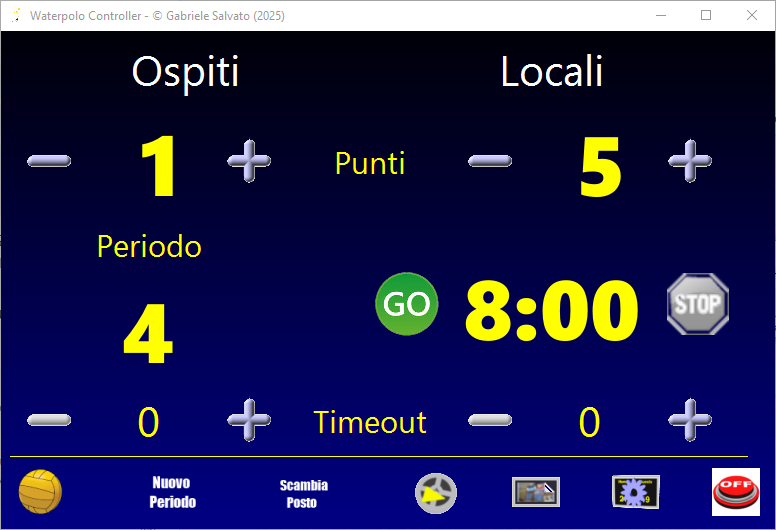 Waterpolo Controller - © Gabriele Salvato (2025)
Ospiti
Locali
1
Punti
5
Periodo
4
GO
8:00
STOP
0
Timeout
0
Nuovo
Periodo
Scambia
Posto
OFF